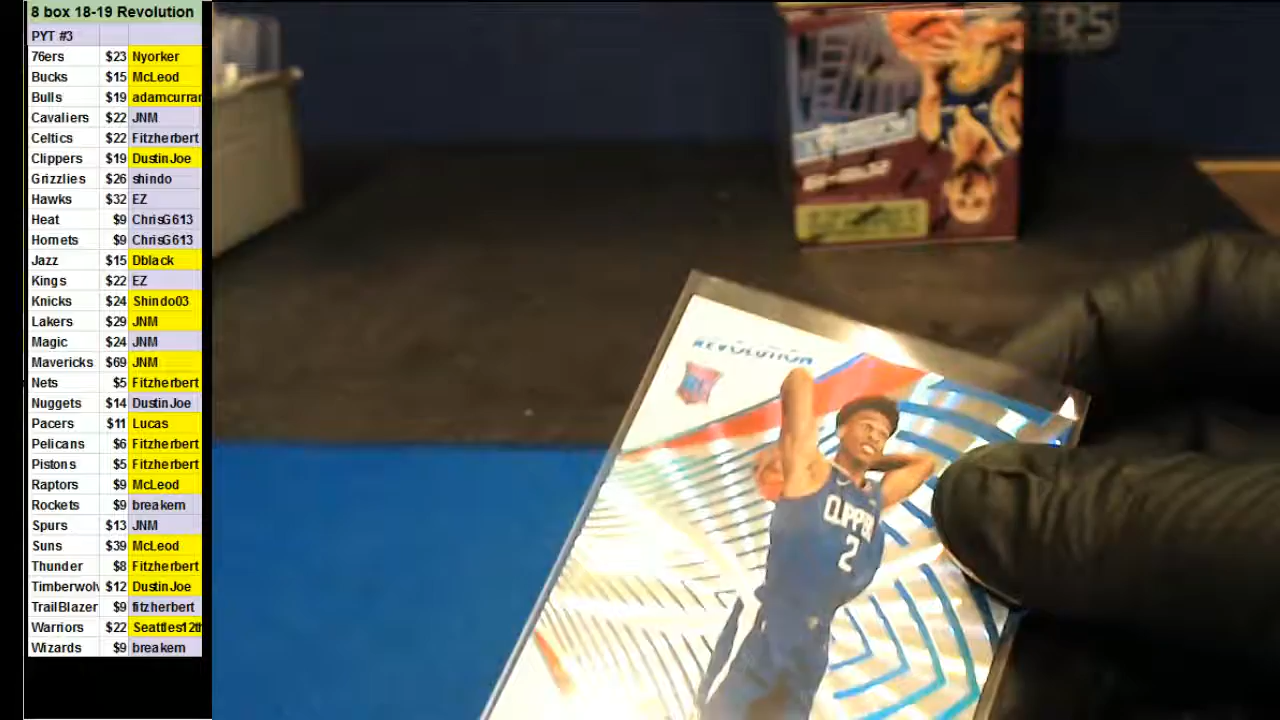 8 box 18-19 Revolution
PYT #3
76ers $23 Nyorker
Bucks $15 McLeod
Bulls $19 adamcurran
Cavaliers $22 JNM
Celtics $22 Fitzherbert
Clippers $19 DustinJoe
Grizzlies $26 shindo
Hawks $32 EZ
Heat $9 ChrisG613
Hornets $9 ChrisG613
Jazz $15 Dblack
Kings $22 EZ
Knicks $24 Shindo03
Lakers $29 JNM
Magic $24 JNM
Mavericks $69 JNM
Nets $5 Fitzherbert
Nuggets $14 DustinJoe
Pacers $11 Lucas
Pelicans $6 Fitzherbert
Pistons $5 Fitzherbert
Raptors $9 McLeod
Rockets $9 breakem
Spurs $13 JNM
Suns $39 McLeod
Thunder $8 Fitzherbert
Timberwolv $12 DustinJoe
TrailBlazer $9 fitzherbert
Warriors $22 Seattles12th
Wizards $9 breakem
ERS
REVOLUTION
CLIPPE
2